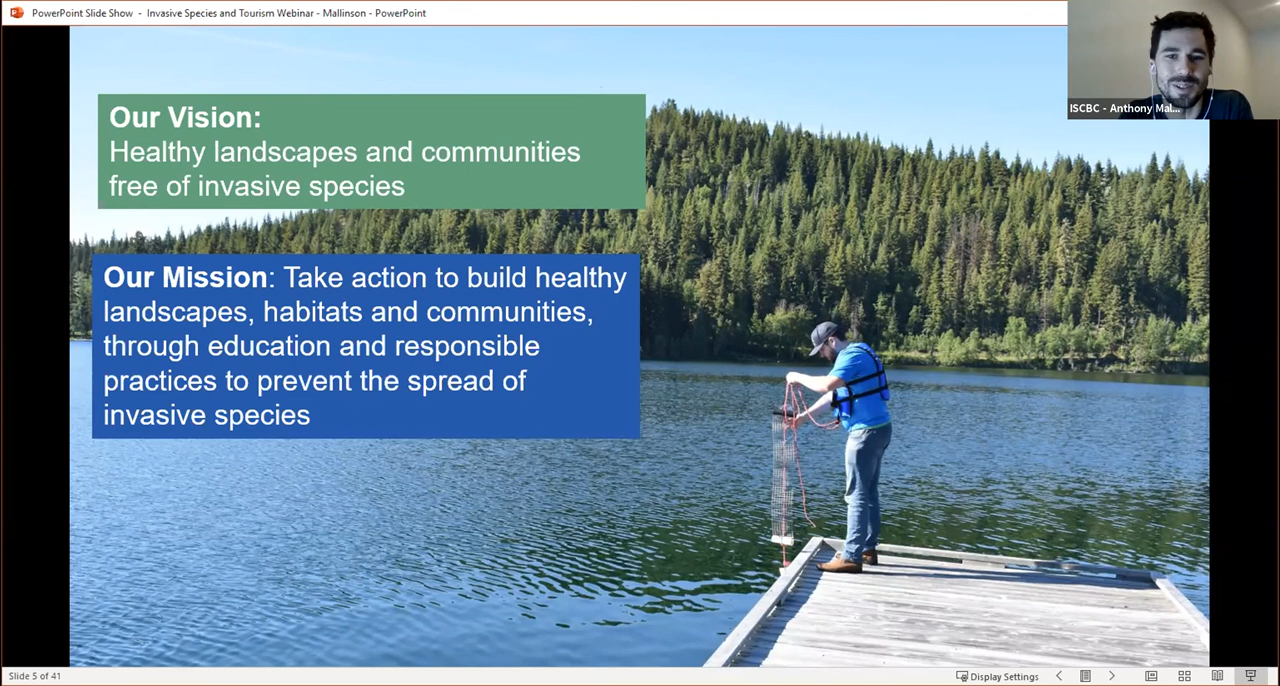 PowerPoint Slide Show - Invasive Species and Tourism Webinar - Mallinson - PowerPoint
ISCBC - Anthony Mal...
Our Vision:
Healthy landscapes and communities
free of invasive species
Our Mission: Take action to build healthy
landscapes, habitats and communities,
through education and responsible
practices to prevent the spread of
invasive species
Slide 5 of 41
Display Settings